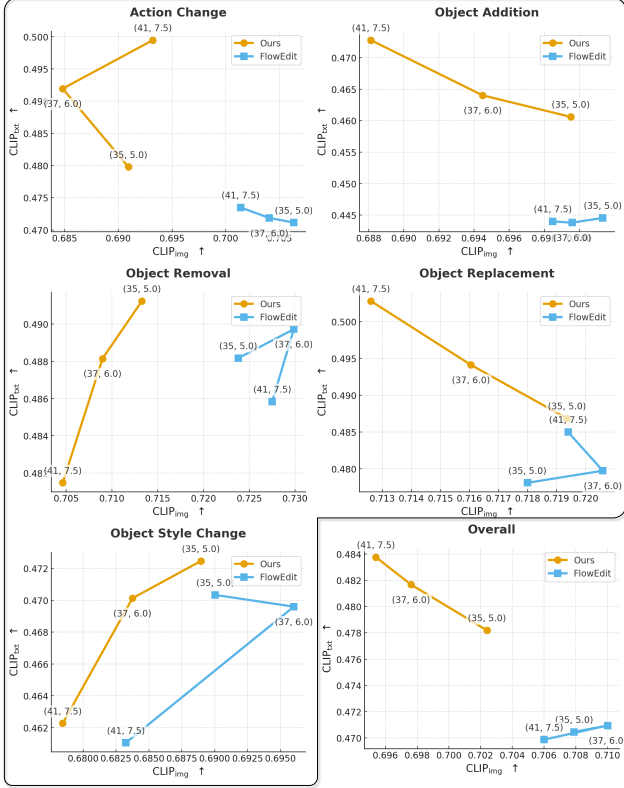 Action Change
(41, 7.5)
0.500
Ours
FlowEdit
0.495
(37, 6.0)
0.485
(35, 5.0)
0.480
(41, 7.5)
0.475
(35, 5.0)
0.470
(37, 6.0)
0.685 0.690 0.695 0.700
CLIPtxt ↑
CLIPimg ↑
Object Addition
(41, 7.5)
0.470
Ours
FlowEdit
0.465
(37, 6.0)
(35, 5.0)
0.460
0.455
0.450
(41, 7.5)
(35, 5.0)
0.445
(37, 6.0)
0.688 0.690 0.692 0.694 0.696
CLIPtxt ↑
CLIPimg ↑
Object Removal
(35, 5.0)
0.490
Ours
FlowEdit
(35, 5.0)
(37, 6.0)
0.488
(37, 6.0)
0.486
(41, 7.5)
0.484
(41, 7.5)
0.705 0.710 0.715 0.720 0.725 0.730
CLIPtxt ↑
CLIPimg ↑
Object Replacement
(41, 7.5)
0.500
Ours
FlowEdit
0.495
(37, 6.0)
0.490
(35, 5.0)
(41, 7.5)
0.485
0.480
(35, 5.0)
(37, 6.0)
0.713 0.714 0.715 0.716 0.717 0.718 0.719 0.720
CLIPtxt ↑
CLIPimg ↑
Object Style Change
(35, 5.0)
0.472
Ours
FlowEdit
(35, 5.0)
0.470
(37, 6.0)
(37, 6.0)
0.468
0.466
0.464
(41, 7.5)
0.462
(41, 7.5)
0.6800 0.6825 0.6850 0.6875 0.6900 0.6925 0.6950
CLIPtxt ↑
CLIPimg ↑
Overall
(41, 7.5)
0.484
Ours
FlowEdit
0.482
(37, 6.0)
0.480
(35, 5.0)
0.478
0.476
0.474
0.472
(41, 7.5)
(35, 5.0)
0.470
(37, 6.0
0.696 0.698 0.700 0.702 0.704 0.706 0.708 0.710
CLIPtxt ↑
CLIPimg ↑